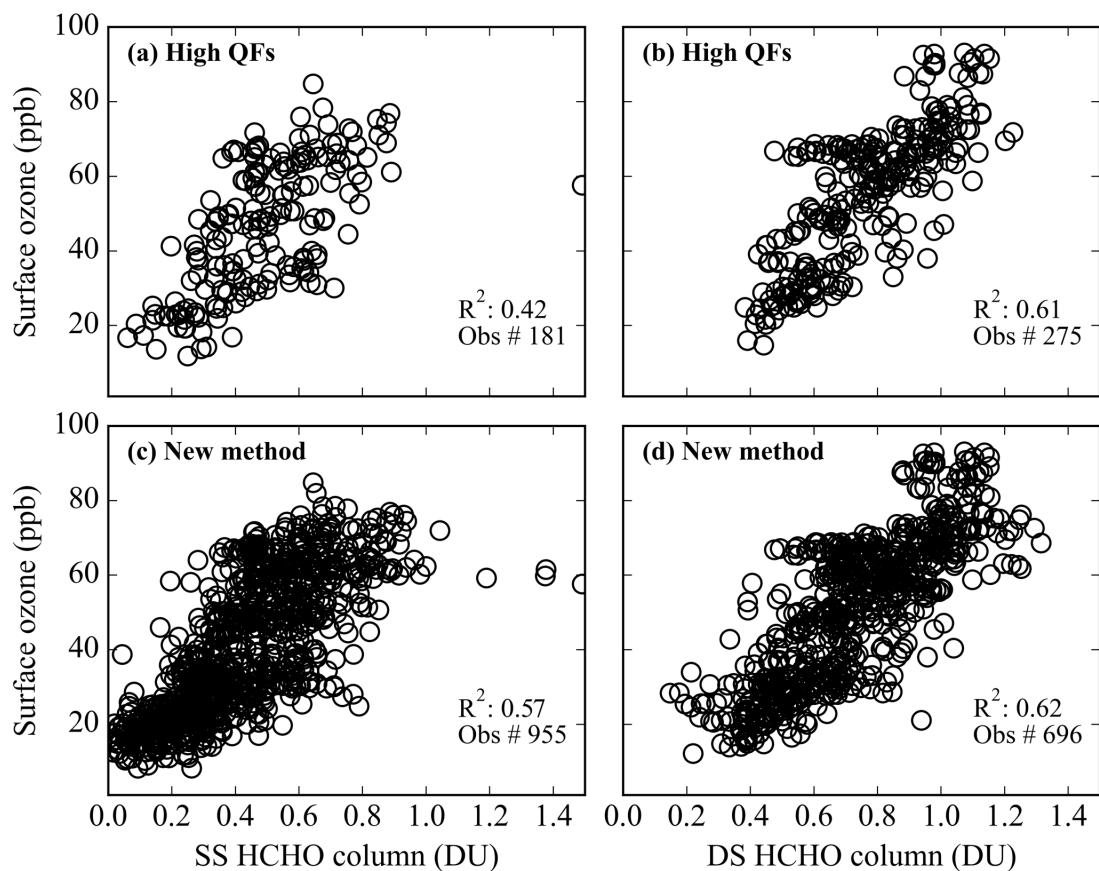 100
80
60
40
20
Surface ozone (ppb)
(a) High QFs
R²: 0.42
Obs # 181
(b) High QFs
R²: 0.61
Obs # 275
100
80
60
40
20
Surface ozone (ppb)
(c) New method
R²: 0.57
Obs # 955
(d) New method
R²: 0.62
Obs # 696
0.0 0.2 0.4 0.6 0.8 1.0 1.2 1.4
SS HCHO column (DU)
0.0 0.2 0.4 0.6 0.8 1.0 1.2 1.4
DS HCHO column (DU)